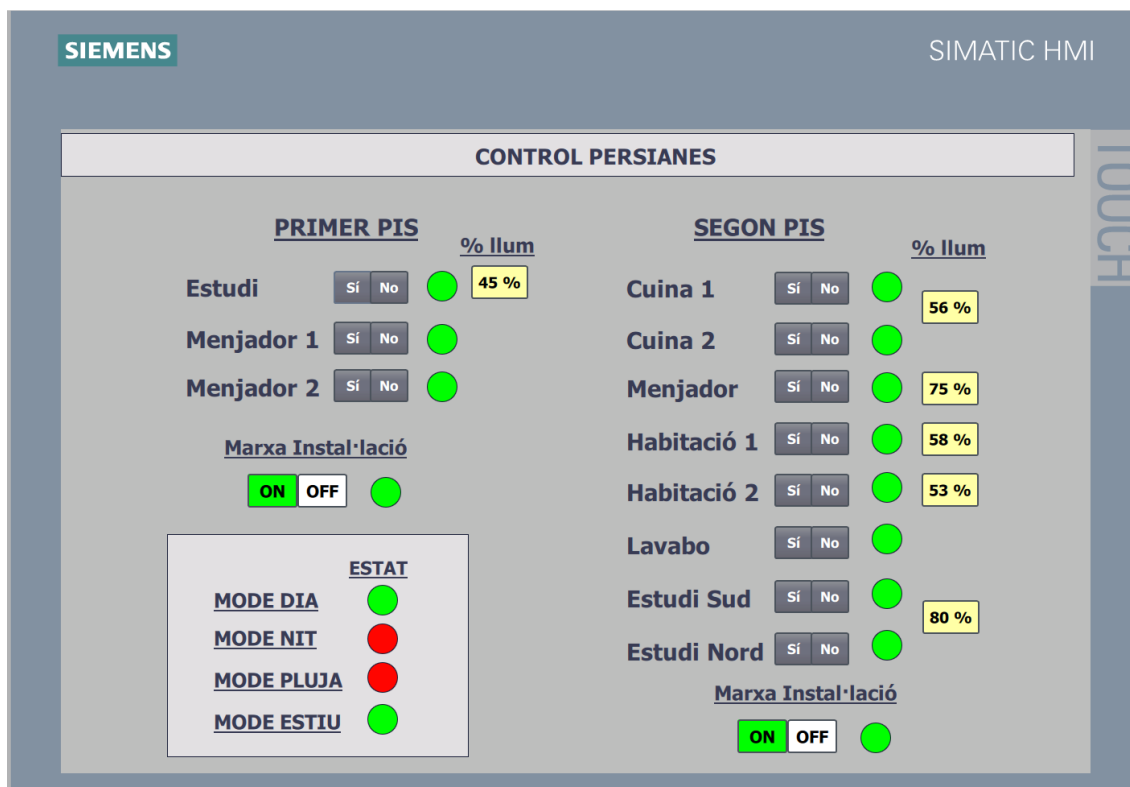 SIEMENS
SIMATIC HMI
TOUCH
CONTROL PERSIANES
PRIMER PIS
% llum
Estudi Sí No 45 %
Menjador 1 Sí No
Menjador 2 Sí No
Marxa Instal·lació
ON OFF
ESTAT
MODE DIA
MODE NIT
MODE PLUJA
MODE ESTIU
SEGON PIS
% llum
Cuina 1 Sí No
56 %
Cuina 2 Sí No
Menjador Sí No 75 %
Habitació 1 Sí No 58 %
Habitació 2 Sí No 53 %
Lavabo Sí No
Estudi Sud Sí No
80 %
Estudi Nord Sí No
Marxa Instal·lació
ON OFF